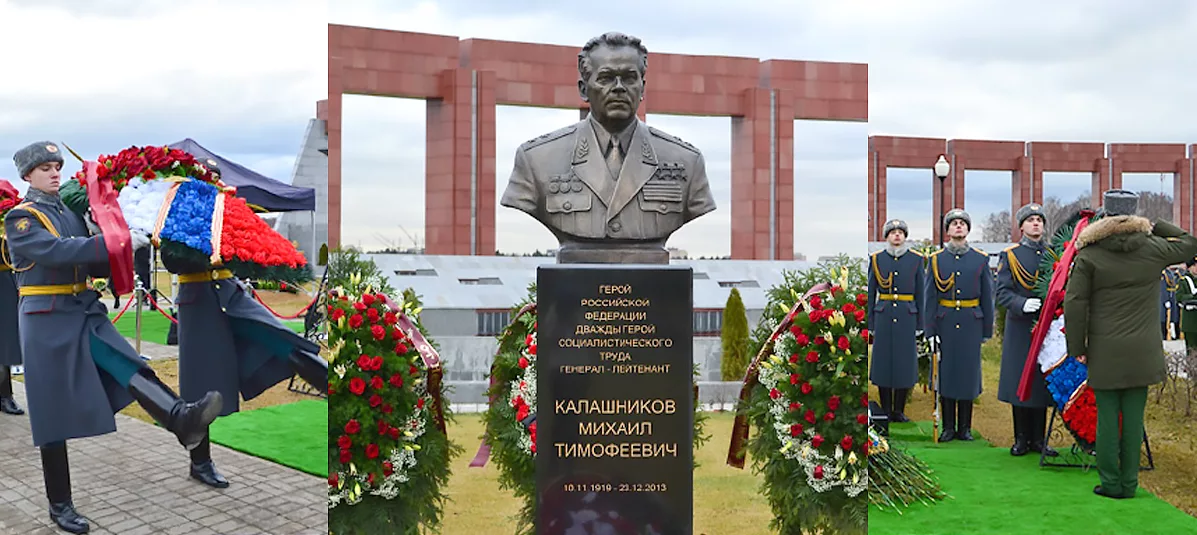 ГЕРОЙ
РОССИЙСКОЙ
ФЕДЕРАЦИИ
ДВАЖДЫ ГЕРОЙ
СОЦИАЛИСТИЧЕСКОГО
ТРУДА
ГЕНЕРАЛ - ЛЕЙТЕНАНТ
КАЛАШНИКОВ
МИХАИЛ
ТИМОФЕЕВИЧ
10.11 1919 - 23.12.2013